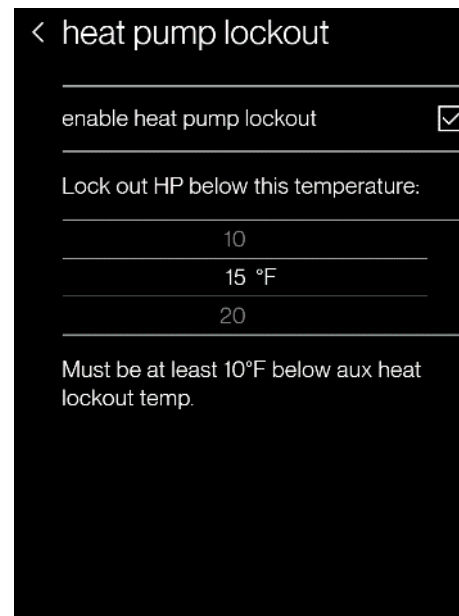 < heat pump lockout
enable heat pump lockout
Lock out HP below this temperature:
10
15 °F
20
Must be at least 10°F below aux heat
lockout temp.